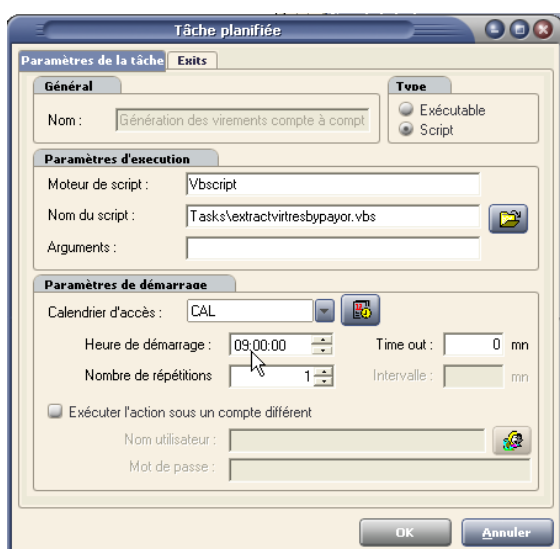 Tâche planifiée
Paramètres de la tâche Exits
Général Type
Nom : Génération des virements compte à compt
Exécutable
Script
Paramètres d'execution
Moteur de script : Vbscript
Nom du script : Tasks\extractvirtresbypayor.vbs
Arguments :
Paramètres de démarrage
Calendrier d'accès : CAL
Heure de démarrage : 09:00:00 Time out : 0 mn
Nombre de répétitions 1 Intervalle : mn
Exécuter l'action sous un compte différent
Nom utilisateur :
Mot de passe :
OK Annuler